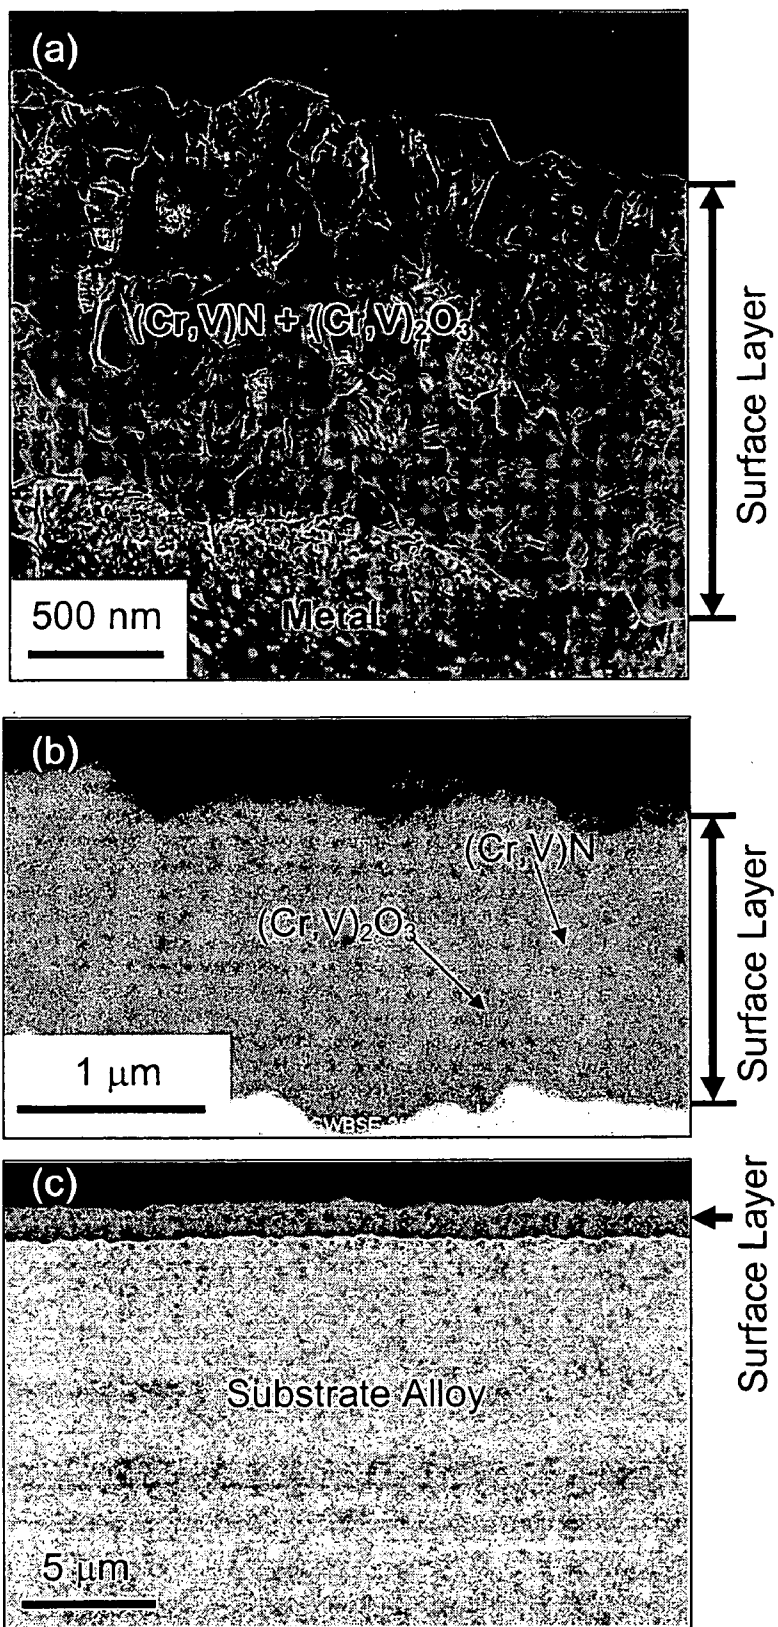 (a)
(Cr,V)N + (Cr,V)₂O₃
Metal
500 nm
Surface Layer
(b)
(Cr,V)N
(Cr,V)₂O₃
1 μm
Surface Layer
(c)
Substrate Alloy
5 μm
Surface Layer